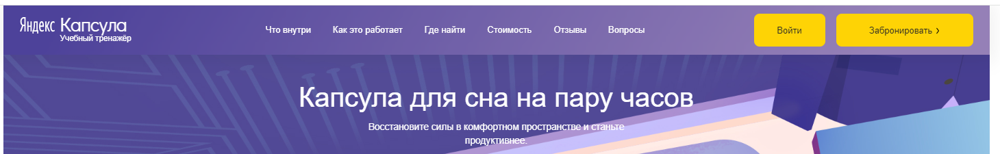 Яндекс Капсула
Учебный тренажёр
Что внутри Как это работает Где найти Стоимость Отзывы Вопросы
Войти
Забронировать ›
Капсула для сна на пару часов
Восстановите силы в комфортном пространстве и станьте
продуктивнее.